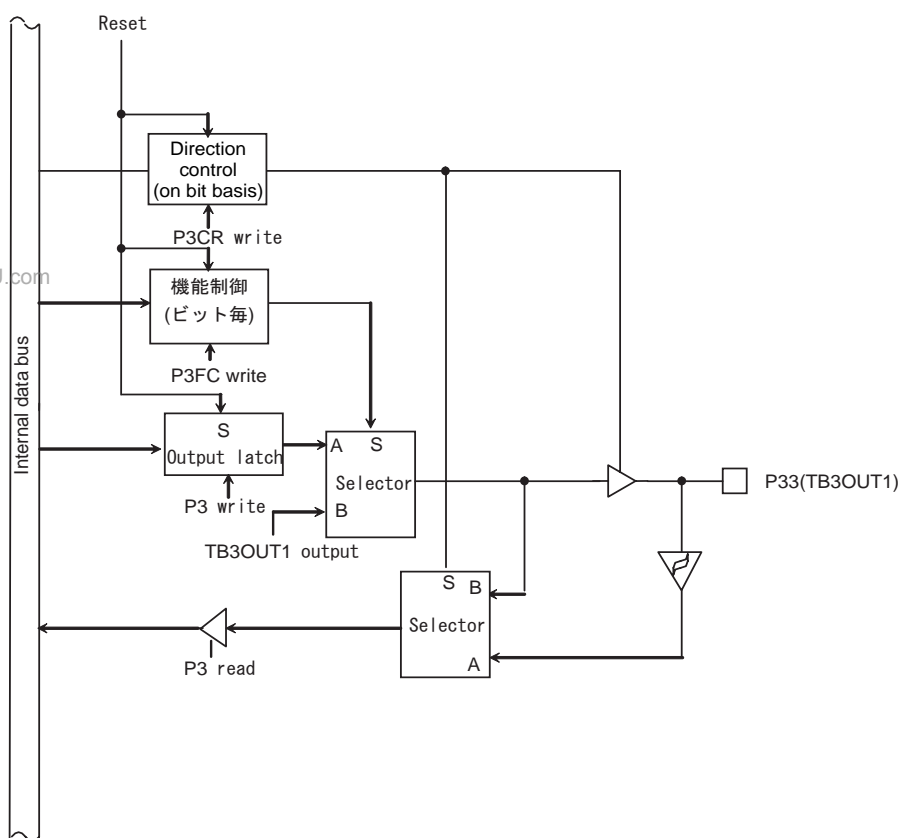 Reset
Direction
control
(on bit basis)
P3CR write
U.com
機能制御
(ビット毎)
P3FC write
Internal data bus
S
Output latch
P3 write
A S
Selector
B
TB3OUT1 output
P33(TB3OUT1)
S B
Selector
A
P3 read